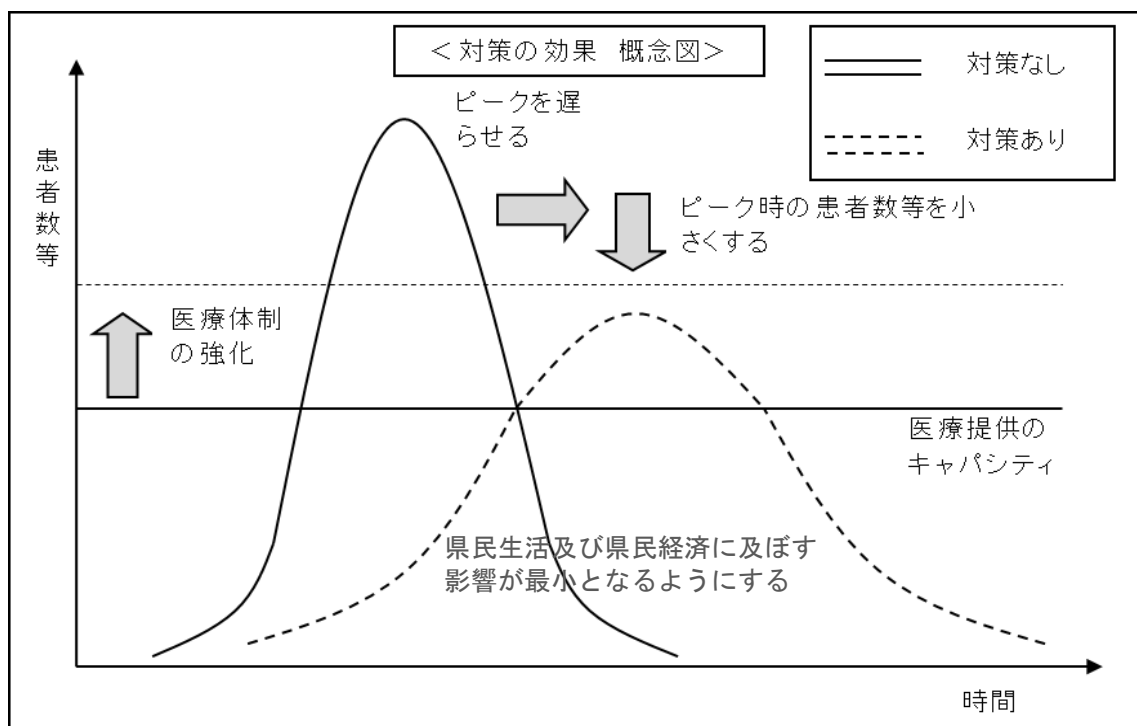 <対策の効果 概念図>
対策なし
対策あり
ピークを遅
らせる
患者数等
ピーク時の患者数等を小
さくする
医療体制
の強化
医療提供の
キャパシティ
県民生活及び県民経済に及ぼす
影響が最小となるようにする
時間